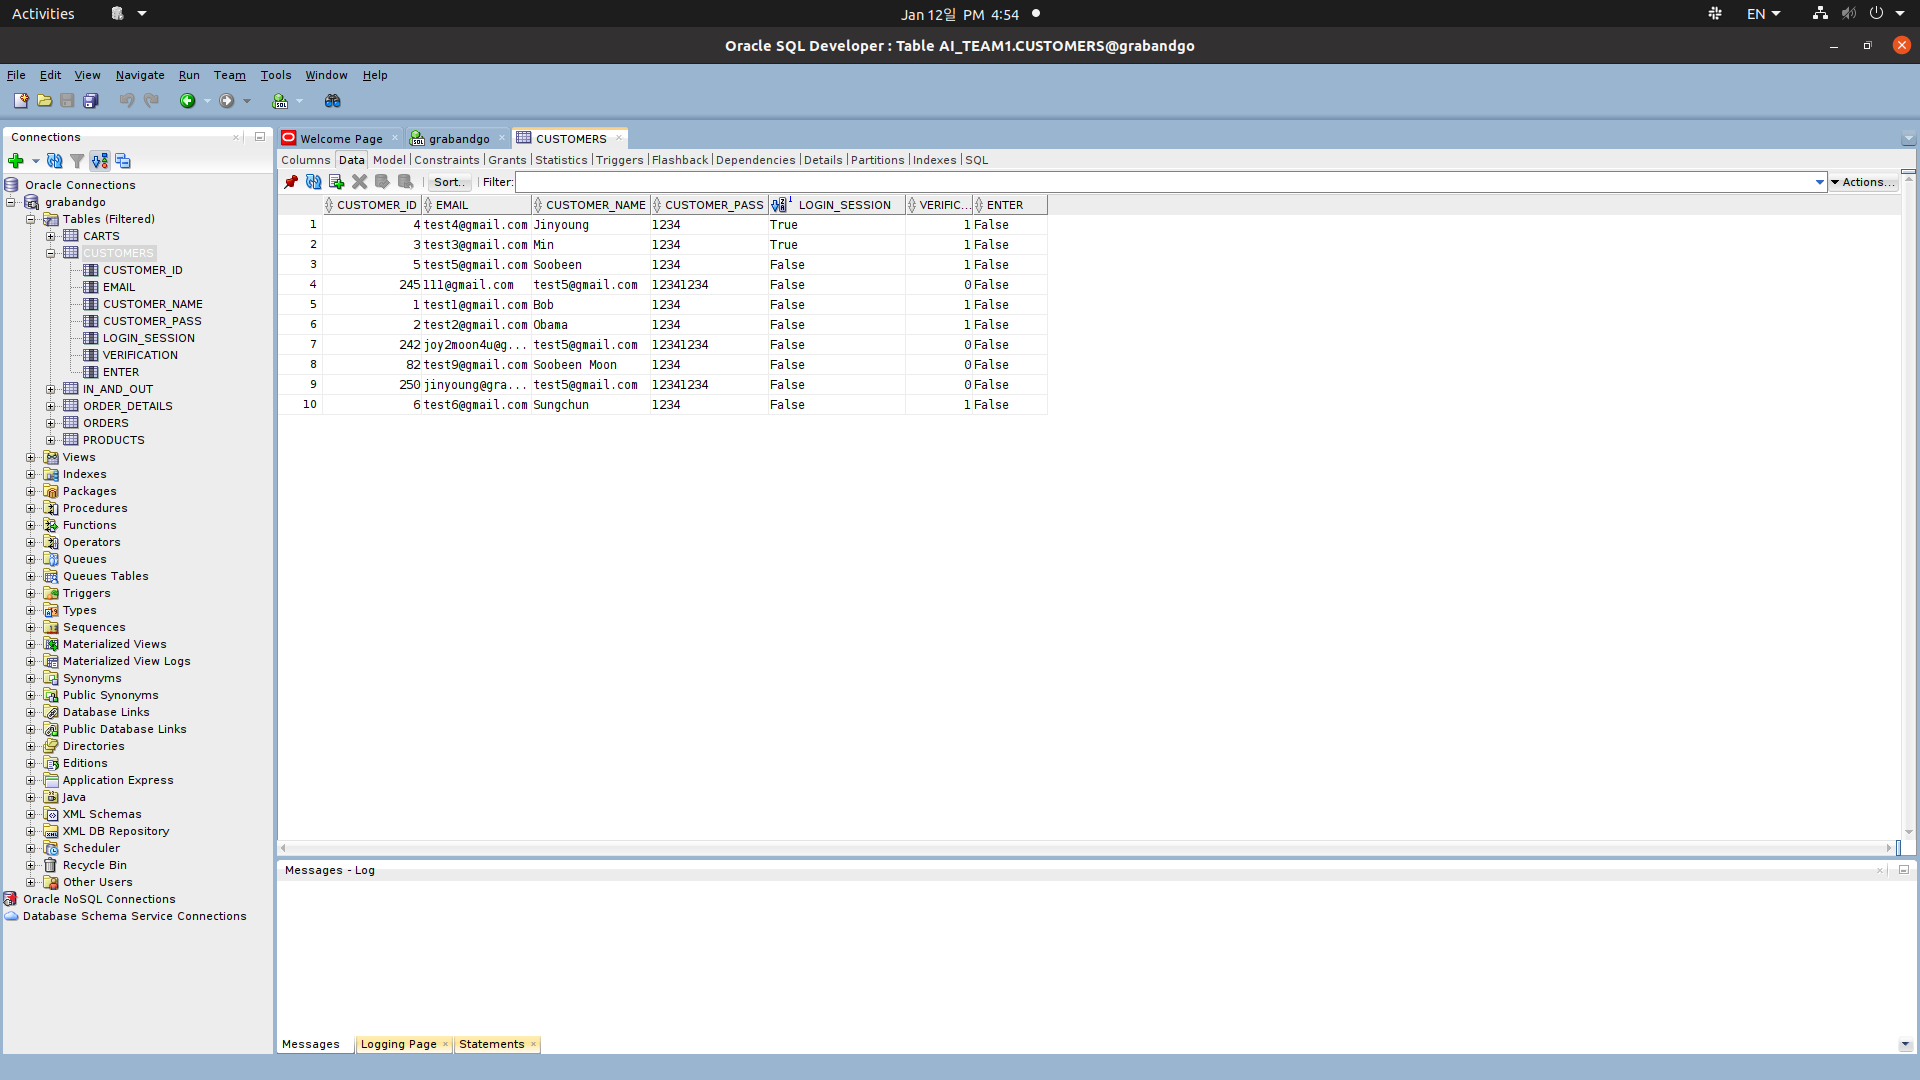 Activities
Jan 12일 PM 4:54
EN
Oracle SQL Developer : Table AI_TEAM1.CUSTOMERS@grabandgo
File Edit View Navigate Run Team Tools Window Help
Connections
Oracle Connections
grabandgo
Tables (Filtered)
CARTS
CUSTOMERS
CUSTOMER_ID
EMAIL
CUSTOMER_NAME
CUSTOMER_PASS
LOGIN_SESSION
VERIFICATION
ENTER
IN_AND_OUT
ORDER_DETAILS
ORDERS
PRODUCTS
Views
Indexes
Packages
Procedures
Functions
Operators
Queues
Queues Tables
Triggers
Types
Sequences
Materialized Views
Materialized View Logs
Synonyms
Public Synonyms
Database Links
Public Database Links
Directories
Editions
Application Express
Java
XML Schemas
XML DB Repository
Scheduler
Recycle Bin
Other Users
Oracle NoSQL Connections
Database Schema Service Connections
Welcome Page grabandgo CUSTOMERS
Columns Data Model Constraints Grants Statistics Triggers Flashback Dependencies Details Partitions Indexes SQL
Sort.. Filter: Actions...
CUSTOMER_ID EMAIL CUSTOMER_NAME CUSTOMER_PASS LOGIN_SESSION VERIFIC... ENTER
1 4 test4@gmail.com Jinyoung 1234 True 1 False
2 3 test3@gmail.com Min 1234 True 1 False
3 5 test5@gmail.com Soobeen 1234 False 1 False
4 245 111@gmail.com test5@gmail.com 12341234 False 0 False
5 1 test1@gmail.com Bob 1234 False 1 False
6 2 test2@gmail.com Obama 1234 False 1 False
7 242 joy2moon4u@g... test5@gmail.com 12341234 False 0 False
8 82 test9@gmail.com Soobeen Moon 1234 False 0 False
9 250 jinyoung@gra... test5@gmail.com 12341234 False 0 False
10 6 test6@gmail.com Sungchun 1234 False 1 False
Messages - Log
Messages Logging Page Statements